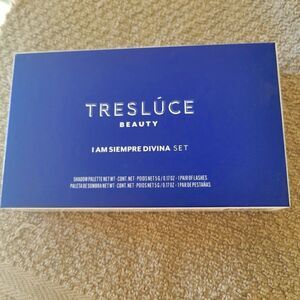 TRESLÚCE
BEAUTY
I AM SIEMPRE DIVINA SET
SHADOW PALETTE NET WT · CONT. NET · POIDS NET 5 G / 0.17 OZ · 1 PAIR OF LASHES
PALETA DE SOMBRA NET WT · CONT. NET · POIDS NET 5 G / 0.17 OZ · 1 PAR DE PESTAÑAS